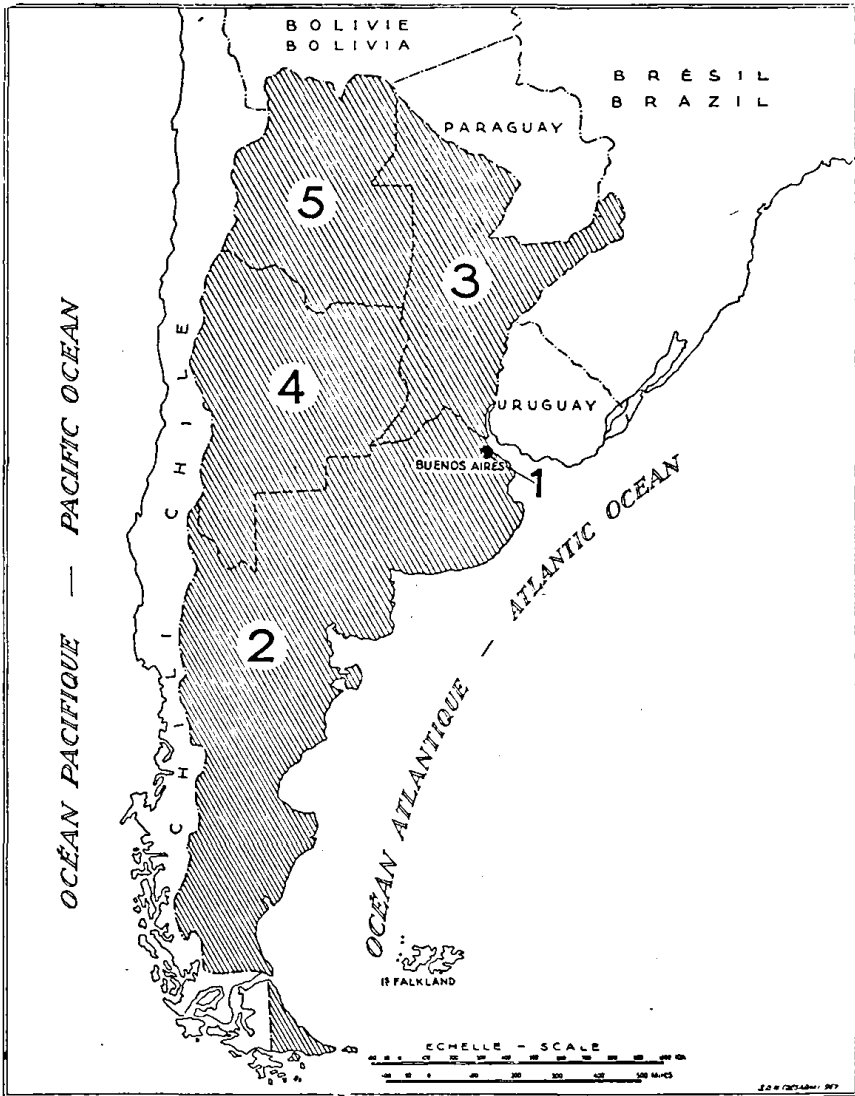 BOLIVIE
BOLIVIA
BRÉSIL
BRAZIL
PARAGUAY
5
3
4
URUGUAY
BUENOS AIRES
1
2
CHILI CHILE
OCÉAN PACIFIQUE — PACIFIC OCEAN
OCÉAN ATLANTIQUE — ATLANTIC OCEAN
Iˢ FALKLAND
ECHELLE - SCALE